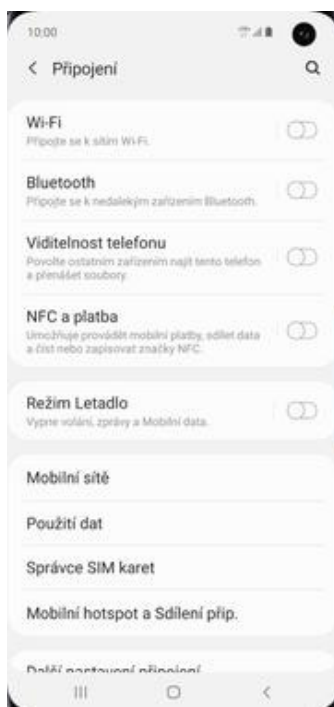 10:00
Připojení
Wi-Fi
Připojte se k sítím Wi-Fi.
Bluetooth
Připojte se k nedalekým zařízením Bluetooth.
Viditelnost telefonu
Povolte ostatním zařízením najít tento telefon
a přenášet soubory.
NFC a platba
Umožňuje provádět mobilní platby, sdílet data
a číst nebo zapisovat značky NFC.
Režim Letadlo
Vypne volání, zprávy a Mobilní data.
Mobilní sítě
Použití dat
Správce SIM karet
Mobilní hotspot a Sdílení přip.
Další nastavení připojení